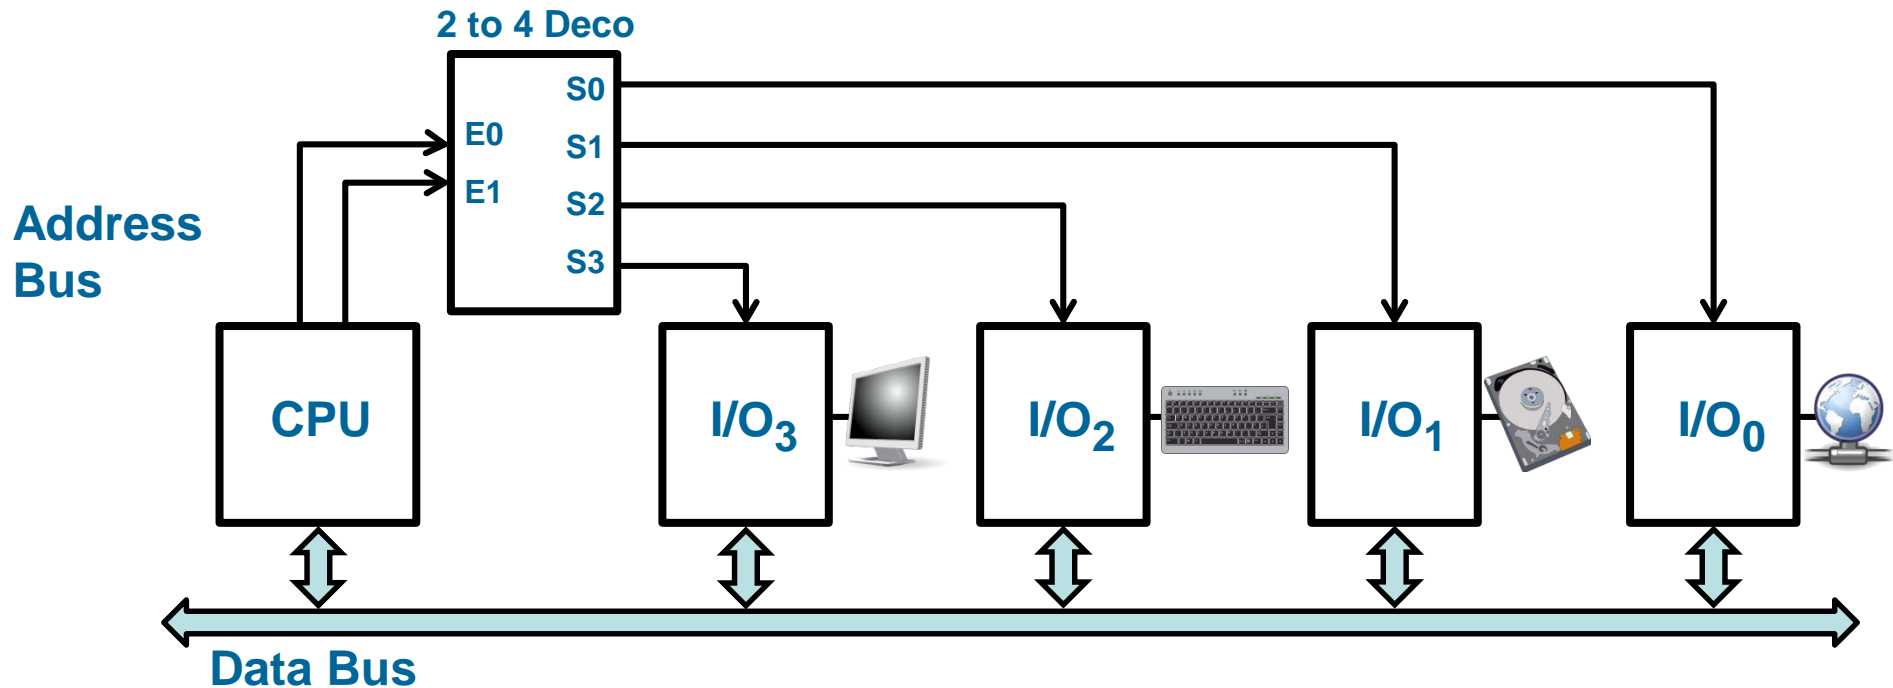 2 to 4 Deco
S0
E0
S1
E1
S2
S3
Address
Bus
CPU
I/O3
I/O2
I/O1
I/O0
Data Bus